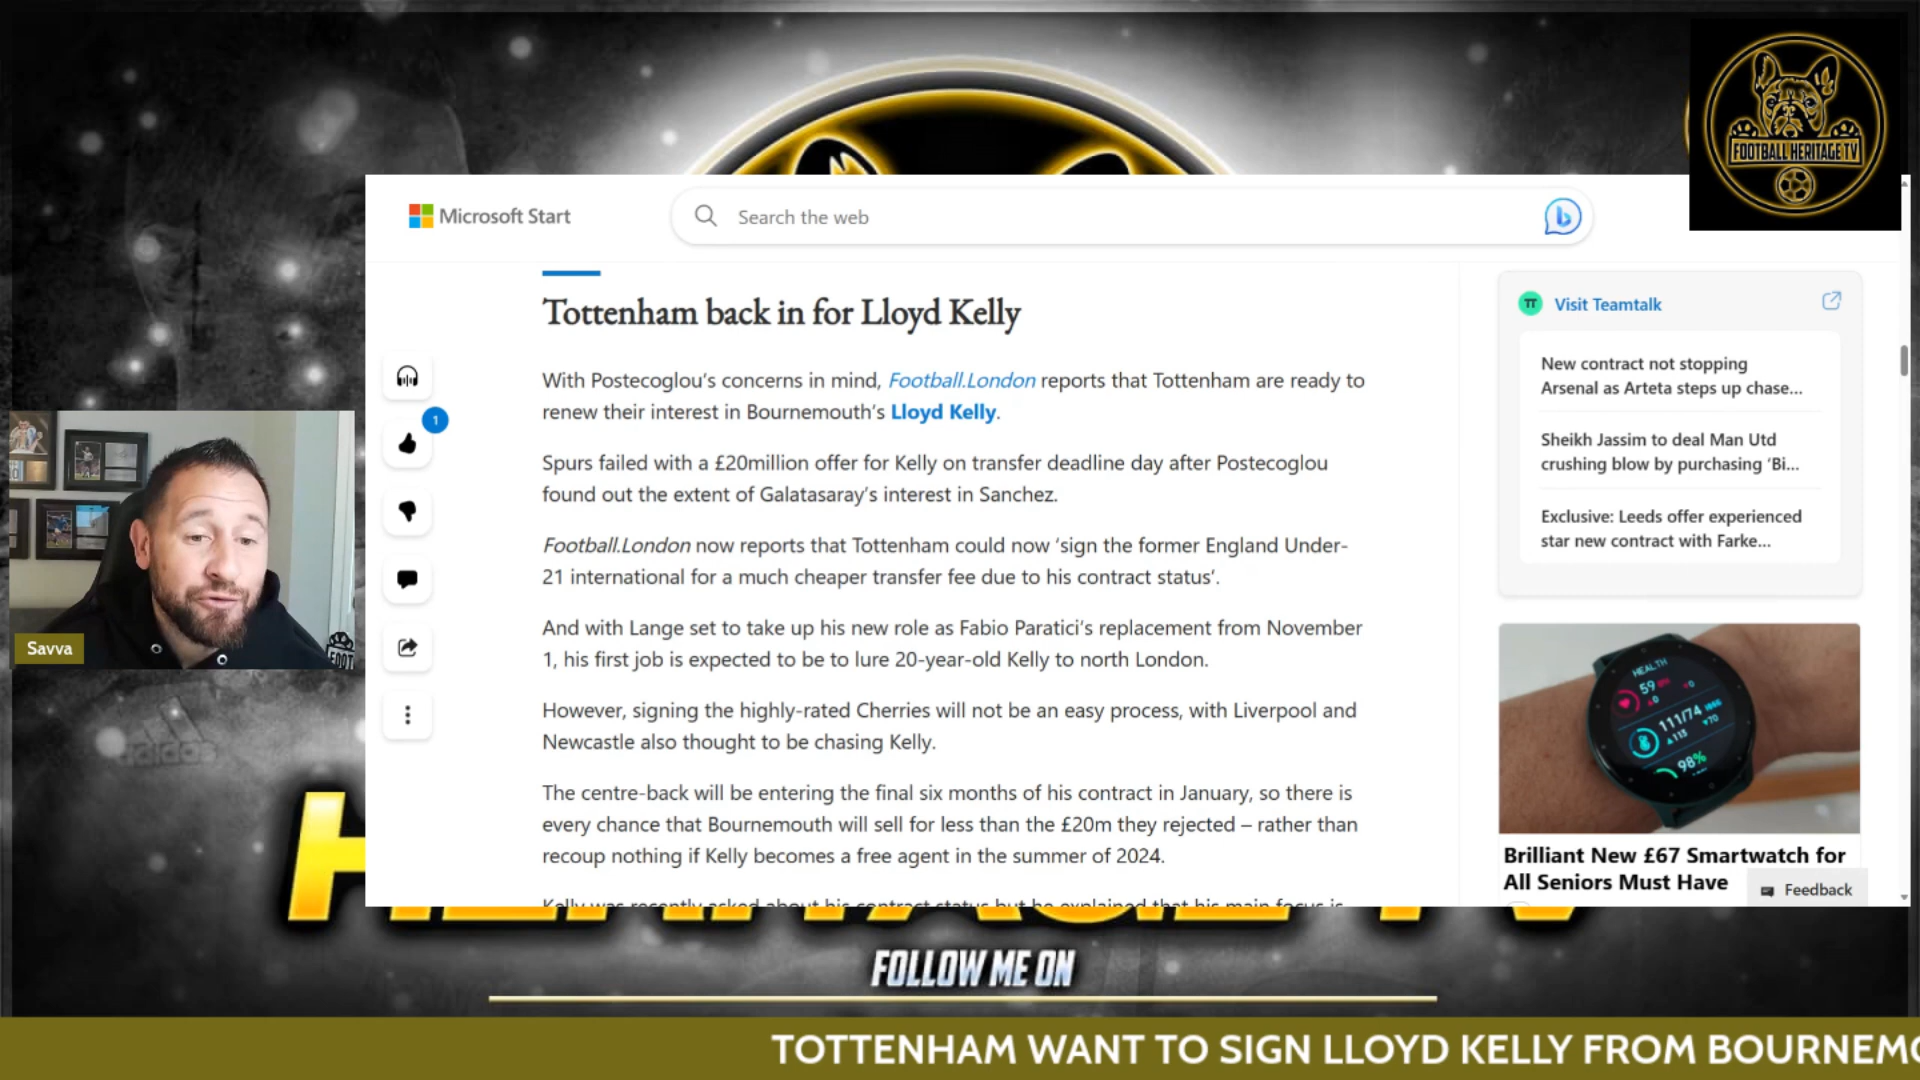 FOOTBALL HERITAGE TV
Microsoft Start
Search the web
Tottenham back in for Lloyd Kelly
With Postecoglou's concerns in mind, Football.London reports that Tottenham are ready to
renew their interest in Bournemouth's Lloyd Kelly.
Spurs failed with a £20million offer for Kelly on transfer deadline day after Postecoglou
found out the extent of Galatasaray's interest in Sanchez.
Football.London now reports that Tottenham could now ‘sign the former England Under-
21 international for a much cheaper transfer fee due to his contract status’.
And with Lange set to take up his new role as Fabio Paratici's replacement from November
1, his first job is expected to be to lure 20-year-old Kelly to north London.
However, signing the highly-rated Cherries will not be an easy process, with Liverpool and
Newcastle also thought to be chasing Kelly.
The centre-back will be entering the final six months of his contract in January, so there is
every chance that Bournemouth will sell for less than the £20m they rejected – rather than
recoup nothing if Kelly becomes a free agent in the summer of 2024.
Kelly was recently asked about his contract status but he explained that his main focus is
1
TT Visit Teamtalk
New contract not stopping
Arsenal as Arteta steps up chase...
Sheikh Jassim to deal Man Utd
crushing blow by purchasing ‘Bi...
Exclusive: Leeds offer experienced
star new contract with Farke...
HEALTH
59
111/74
98%
Brilliant New £67 Smartwatch for
All Seniors Must Have
Feedback
Savva
adidas
FOLLOW ME ON
TOTTENHAM WANT TO SIGN LLOYD KELLY FROM BOURNEMO